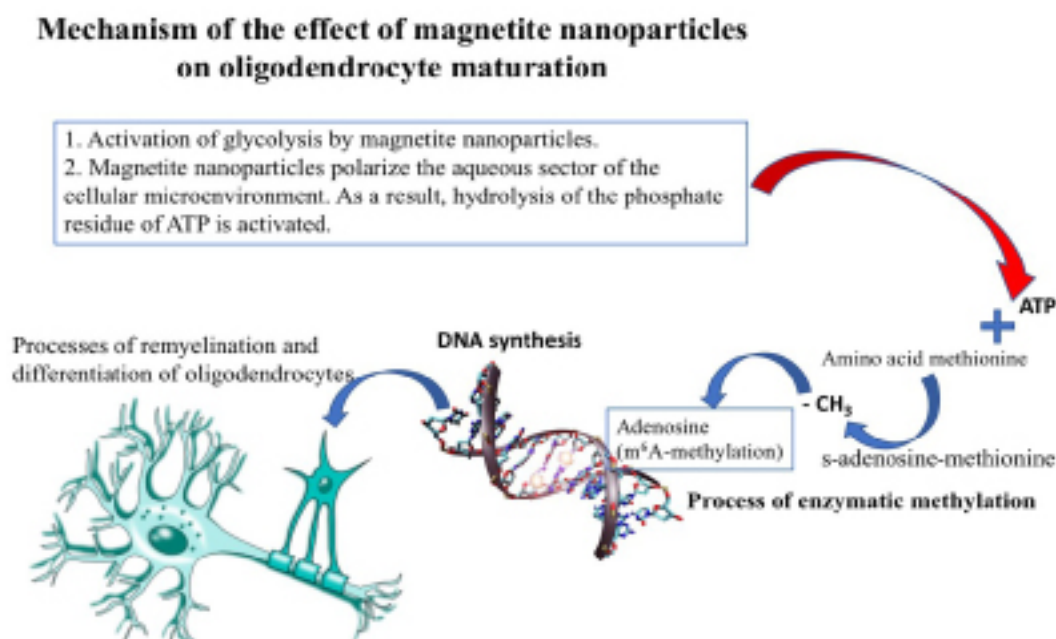 Mechanism of the effect of magnetite nanoparticles
on oligodendrocyte maturation
1. Activation of glycolysis by magnetite nanoparticles.
2. Magnetite nanoparticles polarize the aqueous sector of the
cellular microenvironment. As a result, hydrolysis of the phosphate
residue of ATP is activated.
ATP
+
Amino acid methionine
- CH₃
s-adenosine-methionine
Adenosine
(m⁶A-methylation)
Process of enzymatic methylation
DNA synthesis
Processes of remyelination and
differentiation of oligodendrocytes